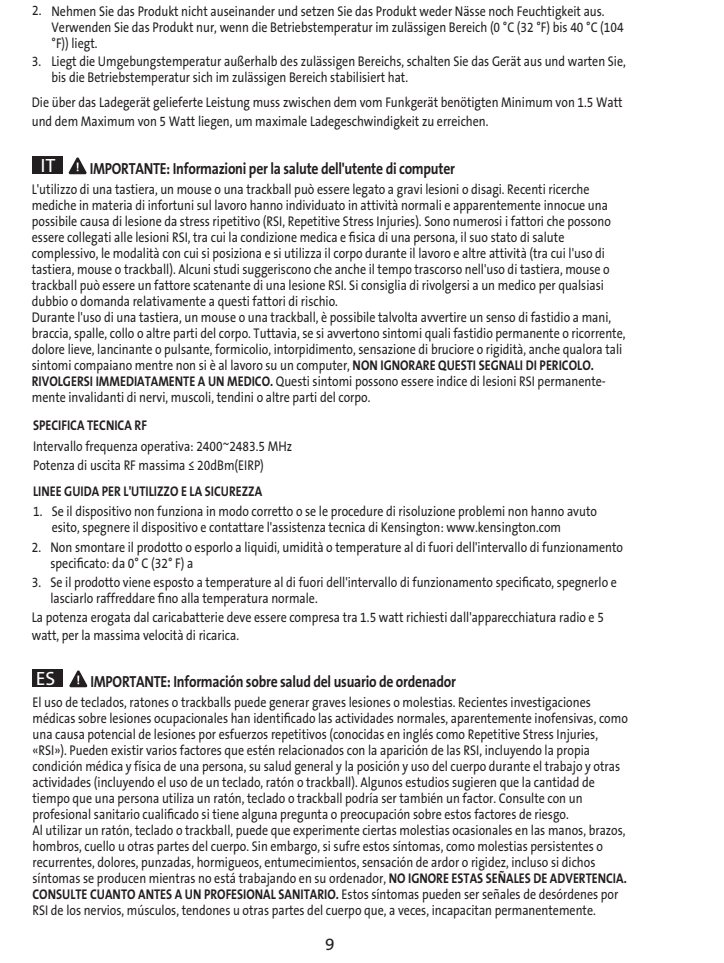 2. Nehmen Sie das Produkt nicht auseinander und setzen Sie das Produkt weder Nässe noch Feuchtigkeit aus.
Verwenden Sie das Produkt nur, wenn die Betriebstemperatur im zulässigen Bereich (0 °C (32 °F) bis 40 °C (104
°F)) liegt.
3. Liegt die Umgebungstemperatur außerhalb des zulässigen Bereichs, schalten Sie das Gerät aus und warten Sie,
bis die Betriebstemperatur sich im zulässigen Bereich stabilisiert hat.
Die über das Ladegerät gelieferte Leistung muss zwischen dem vom Funkgerät benötigten Minimum von 1.5 Watt
und dem Maximum von 5 Watt liegen, um maximale Ladegeschwindigkeit zu erreichen.
IT IMPORTANTE: Informazioni per la salute dell'utente di computer
L'utilizzo di una tastiera, un mouse o una trackball può essere legato a gravi lesioni o disagi. Recenti ricerche
mediche in materia di infortuni sul lavoro hanno individuato in attività normali e apparentemente innocue una
possibile causa di lesione da stress ripetitivo (RSI, Repetitive Stress Injuries). Sono numerosi i fattori che possono
essere collegati alle lesioni RSI, tra cui la condizione medica e fisica di una persona, il suo stato di salute
complessivo, le modalità con cui si posiziona e si utilizza il corpo durante il lavoro e altre attività (tra cui l'uso di
tastiera, mouse o trackball). Alcuni studi suggeriscono che anche il tempo trascorso nell'uso di tastiera, mouse o
trackball può essere un fattore scatenante di una lesione RSI. Si consiglia di rivolgersi a un medico per qualsiasi
dubbio o domanda relativamente a questi fattori di rischio.
Durante l'uso di una tastiera, un mouse o una trackball, è possibile talvolta avvertire un senso di fastidio a mani,
braccia, spalle, collo o altre parti del corpo. Tuttavia, se si avvertono sintomi quali fastidio permanente o ricorrente,
dolore lieve, lancinante o pulsante, formicolio, intorpidimento, sensazione di bruciore o rigidità, anche qualora tali
sintomi compaiano mentre non si è al lavoro su un computer, NON IGNORARE QUESTI SEGNALI DI PERICOLO.
RIVOLGERSI IMMEDIATAMENTE A UN MEDICO. Questi sintomi possono essere indice di lesioni RSI permanente-
mente invalidanti di nervi, muscoli, tendini o altre parti del corpo.
SPECIFICA TECNICA RF
Intervallo frequenza operativa: 2400~2483.5 MHz
Potenza di uscita RF massima ≤ 20dBm(EIRP)
LINEE GUIDA PER L'UTILIZZO E LA SICUREZZA
1. Se il dispositivo non funziona in modo corretto o se le procedure di risoluzione problemi non hanno avuto
esito, spegnere il dispositivo e contattare l'assistenza tecnica di Kensington: www.kensington.com
2. Non smontare il prodotto o esporlo a liquidi, umidità o temperature al di fuori dell'intervallo di funzionamento
specificato: da 0° C (32° F) a
3. Se il prodotto viene esposto a temperature al di fuori dell'intervallo di funzionamento specificato, spegnerlo e
lasciarlo raffreddare fino alla temperatura normale.
La potenza erogata dal caricabatterie deve essere compresa tra 1.5 watt richiesti dall'apparecchiatura radio e 5
watt, per la massima velocità di ricarica.
ES IMPORTANTE: Información sobre salud del usuario de ordenador
El uso de teclados, ratones o trackballs puede generar graves lesiones o molestias. Recientes investigaciones
médicas sobre lesiones ocupacionales han identificado las actividades normales, aparentemente inofensivas, como
una causa potencial de lesiones por esfuerzos repetitivos (conocidas en inglés como Repetitive Stress Injuries,
«RSI»). Pueden existir varios factores que estén relacionados con la aparición de las RSI, incluyendo la propia
condición médica y física de una persona, su salud general y la posición y uso del cuerpo durante el trabajo y otras
actividades (incluyendo el uso de un teclado, ratón o trackball). Algunos estudios sugieren que la cantidad de
tiempo que una persona utiliza un ratón, teclado o trackball podría ser también un factor. Consulte con un
profesional sanitario cualificado si tiene alguna pregunta o preocupación sobre estos factores de riesgo.
Al utilizar un ratón, teclado o trackball, puede que experimente ciertas molestias ocasionales en las manos, brazos,
hombros, cuello u otras partes del cuerpo. Sin embargo, si sufre estos síntomas, como molestias persistentes o
recurrentes, dolores, punzadas, hormigueos, entumecimientos, sensación de ardor o rigidez, incluso si dichos
síntomas se producen mientras no está trabajando en su ordenador, NO IGNORE ESTAS SEÑALES DE ADVERTENCIA.
CONSULTE CUANTO ANTES A UN PROFESIONAL SANITARIO. Estos síntomas pueden ser señales de desórdenes por
RSI de los nervios, músculos, tendones u otras partes del cuerpo que, a veces, incapacitan permanentemente.
9